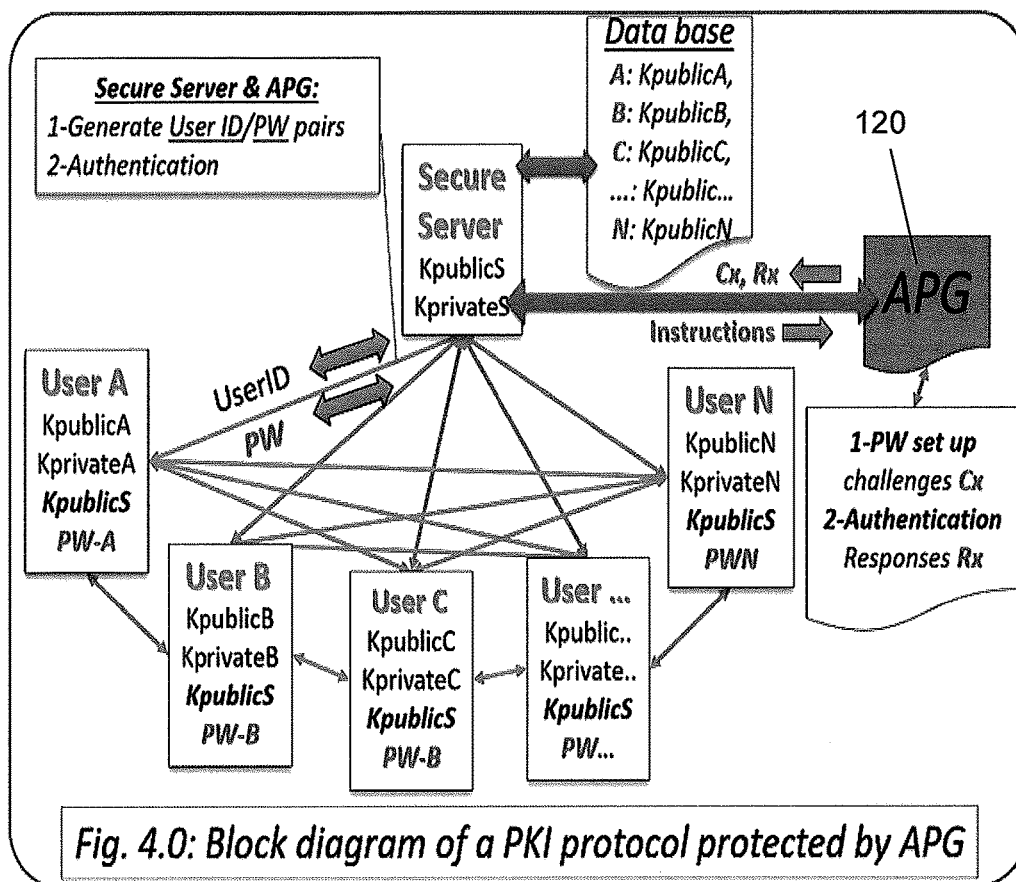 Data base
A: KpublicA,
B: KpublicB,
C: KpublicC,
...: Kpublic...
N: KpublicN
120
Secure Server & APG:
1-Generate User ID/PW pairs
2-Authentication
Secure
Server
KpublicS
KprivateS
Cx, Rx
Instructions
APG
UserID
PW
User A
KpublicA
KprivateA
KpublicS
PW-A
User B
KpublicB
KprivateB
KpublicS
PW-B
User C
KpublicC
KprivateC
KpublicS
PW-B
User ...
Kpublic..
Kprivate..
KpublicS
PW...
User N
KpublicN
KprivateN
KpublicS
PWN
1-PW set up
challenges Cx
2-Authentication
Responses Rx
Fig. 4.0: Block diagram of a PKI protocol protected by APG